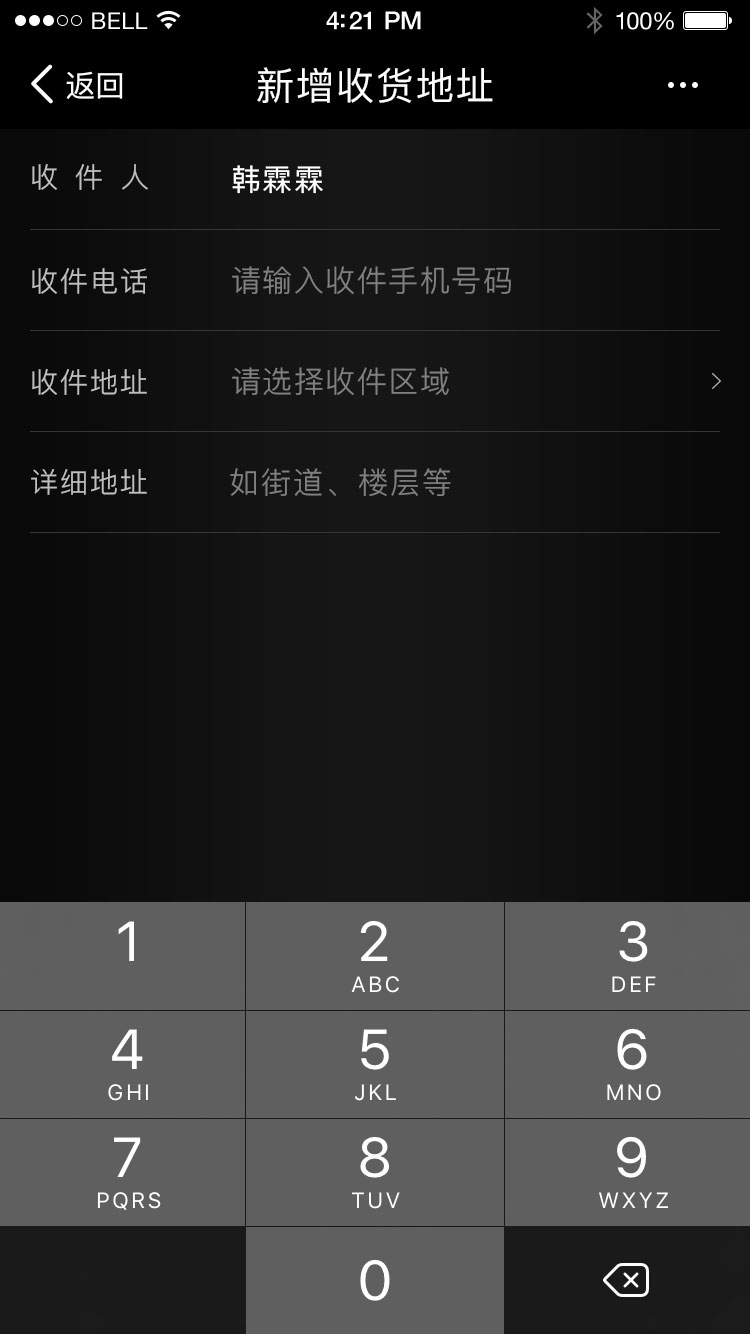 BELL 4:21 PM 100%
返回 新增收货地址
收件人 韩霖霖
收件电话 请输入收件手机号码
收件地址 请选择收件区域
详细地址 如街道、楼层等
1 2 3
ABC DEF
4 5 6
GHI JKL MNO
7 8 9
PQRS TUV WXYZ
0